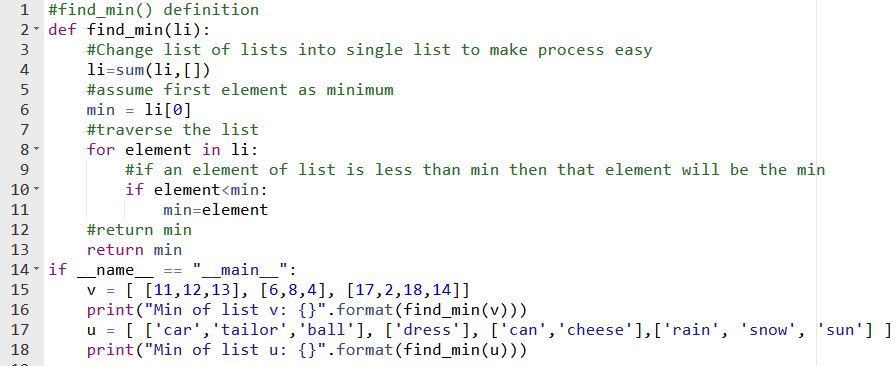 1 #find_min() definition
2 def find_min(li):
3     #Change list of lists into single list to make process easy
4     li=sum(li,[])
5     #assume first element as minimum
6     min = li[0]
7     #traverse the list
8     for element in li:
9         #if an element of list is less than min then that element will be the min
10         if element<min:
11             min=element
12     #return min
13     return min
14 if __name__ == "__main__":
15     v = [ [11,12,13], [6,8,4], [17,2,18,14]]
16     print("Min of list v: {}".format(find_min(v)))
17     u = [ ['car','tailor','ball'], ['dress'], ['can','cheese'],['rain', 'snow', 'sun'] ]
18     print("Min of list u: {}".format(find_min(u)))